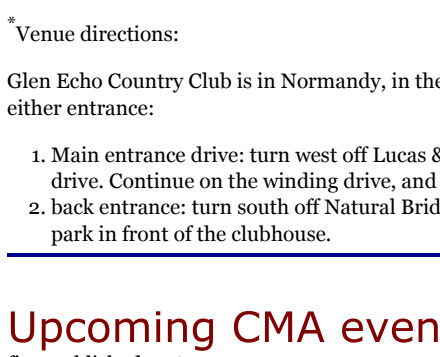 *Venue directions:
Glen Echo Country Club is in Normandy, in the
either entrance:
1. Main entrance drive: turn west off Lucas &
drive. Continue on the winding drive, and
2. back entrance: turn south off Natural Brid
park in front of the clubhouse.
Upcoming CMA even